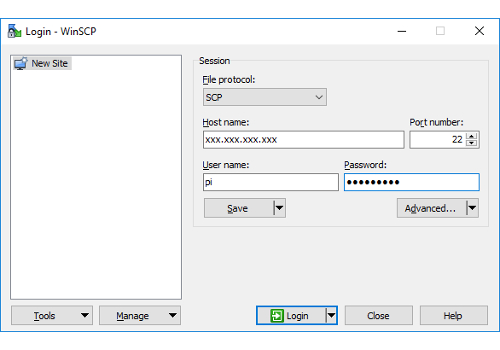 Login - WinSCP
New Site
Session
File protocol:
SCP
Host name:
Port number:
xxx.xxx.xxx.xxx
22
User name:
Password:
pi
●●●●●●●●●
Save
Advanced...
Tools
Manage
Login
Close
Help